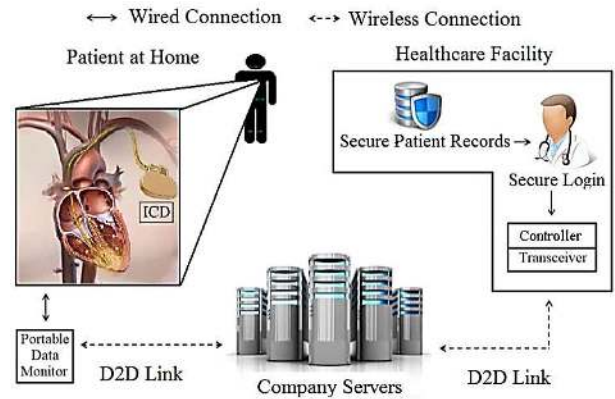 Wired Connection
Wireless Connection
Patient at Home
Healthcare Facility
Secure Patient Records
Secure Login
ICD
Controller
Transceiver
Portable
Data
Monitor
D2D Link
Company Servers
D2D Link